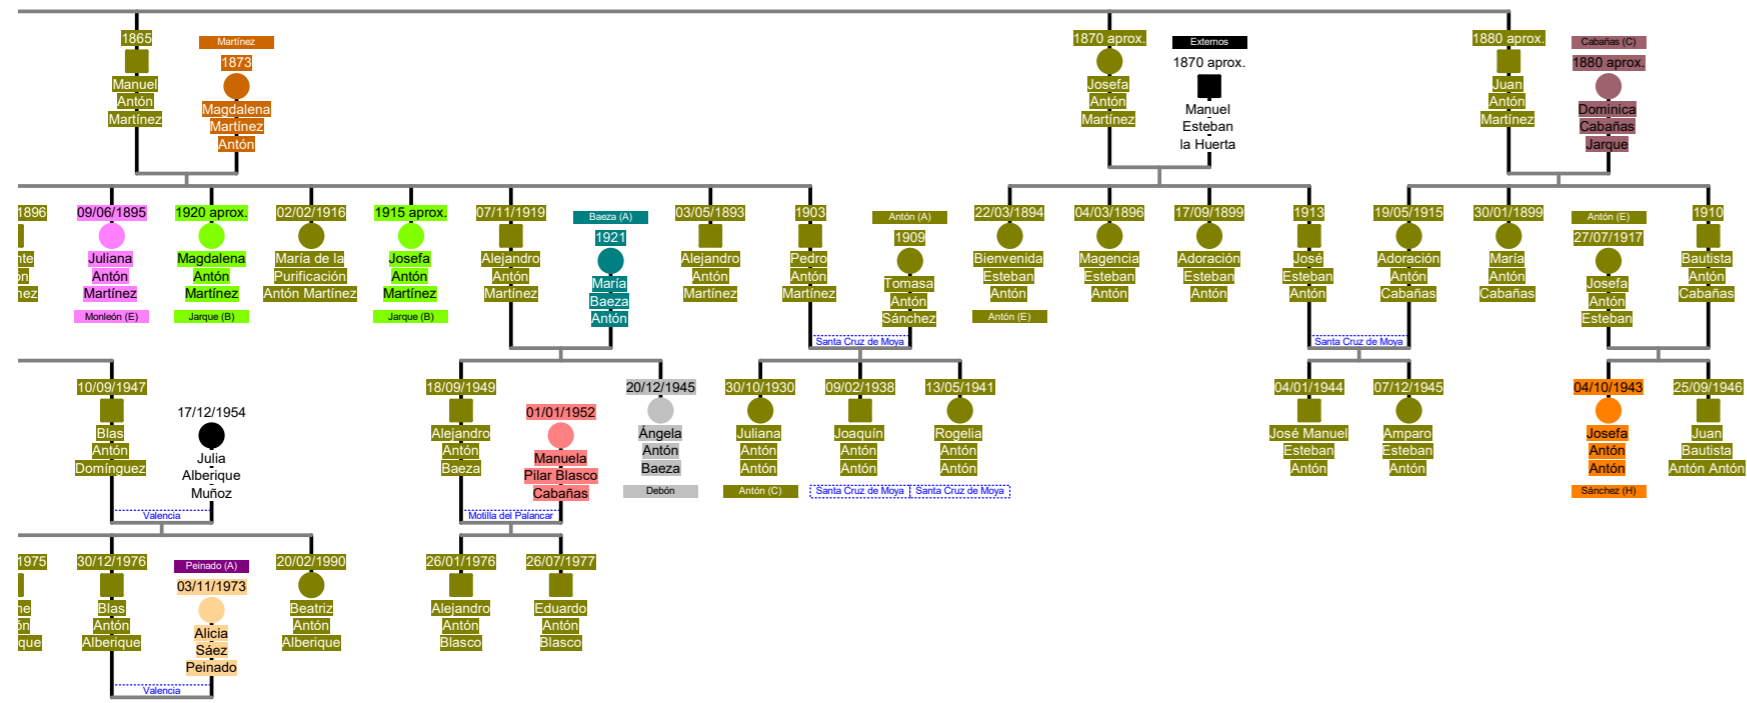 1865
Manuel
Antón
Martínez
Martínez
1873
Magdalena
Martínez
Antón
1870 aprox.
Josefa
Antón
Martínez
Externos
1870 aprox.
Manuel
Esteban
la Huerta
1880 aprox.
Juan
Antón
Martínez
Cabañas (C)
1880 aprox.
Dominica
Cabañas
Jarque
1896
nte
ón
nez
09/06/1895
Juliana
Antón
Martínez
Monleón (E)
1920 aprox.
Magdalena
Antón
Martínez
Jarque (B)
02/02/1916
María de la
Purificación
Antón Martínez
1915 aprox.
Josefa
Antón
Martínez
Jarque (B)
07/11/1919
Alejandro
Antón
Martínez
Baeza (A)
1921
María
Baeza
Antón
03/05/1893
Alejandro
Antón
Martínez
1903
Pedro
Antón
Martínez
Antón (A)
1909
Tomasa
Antón
Sánchez
Santa Cruz de Moya
22/03/1894
Bienvenida
Esteban
Antón
Antón (E)
04/03/1896
Magencia
Esteban
Antón
17/09/1899
Adoración
Esteban
Antón
1913
José
Esteban
Antón
19/05/1915
Adoración
Antón
Cabañas
Santa Cruz de Moya
30/01/1899
María
Antón
Cabañas
Antón (E)
27/07/1917
Josefa
Antón
Esteban
1910
Bautista
Antón
Cabañas
10/09/1947
Blas
Antón
Domínguez
17/12/1954
Julia
Alberique
Muñoz
Valencia
18/09/1949
Alejandro
Antón
Baeza
01/01/1952
Manuela
Pilar Blasco
Cabañas
Motilla del Palancar
20/12/1945
Ángela
Antón
Baeza
Debón
30/10/1930
Juliana
Antón
Antón
Antón (C)
09/02/1938
Joaquín
Antón
Antón
Santa Cruz de Moya
13/05/1941
Rogelia
Antón
Antón
Santa Cruz de Moya
04/01/1944
José Manuel
Esteban
Antón
07/12/1945
Amparo
Esteban
Antón
04/10/1943
Josefa
Antón
Antón
Sánchez (H)
25/09/1946
Juan
Bautista
Antón Antón
1975
ne
ón
que
30/12/1976
Blas
Antón
Alberique
Peinado (A)
03/11/1973
Alicia
Sáez
Peinado
Valencia
20/02/1990
Beatriz
Antón
Alberique
26/01/1976
Alejandro
Antón
Blasco
26/07/1977
Eduardo
Antón
Blasco